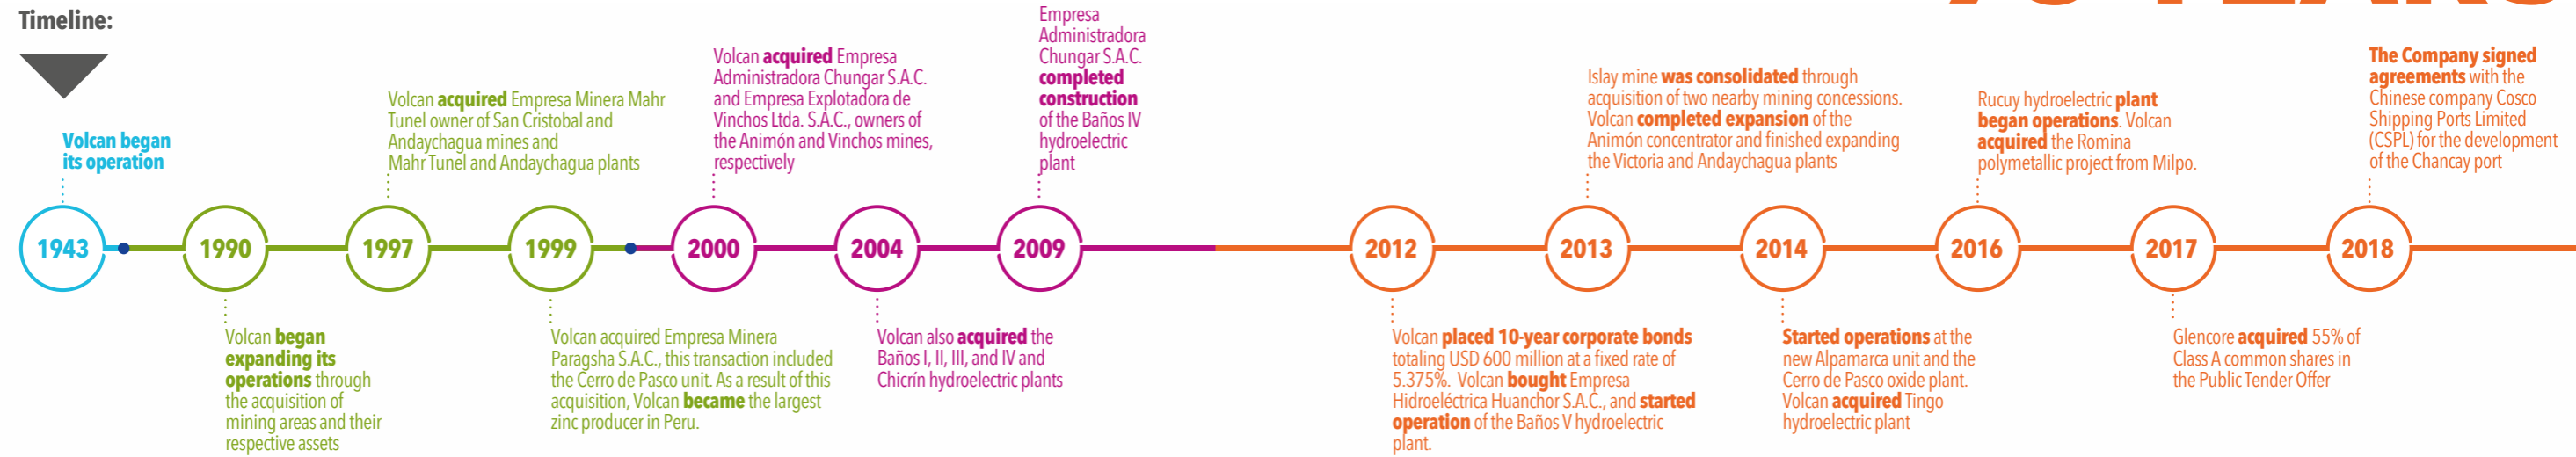 Timeline:
Volcan began
its operation
1943
1990
Volcan began
expanding its
operations through
the acquisition of
mining areas and their
respective assets
Volcan acquired Empresa Minera Mahr
Tunel owner of San Cristobal and
Andaychagua mines and
Mahr Tunel and Andaychagua plants
1997
1999
Volcan acquired Empresa Minera
Paragsha S.A.C., this transaction included
the Cerro de Pasco unit. As a result of this
acquisition, Volcan became the largest
zinc producer in Peru.
Volcan acquired Empresa
Administradora Chungar S.A.C.
and Empresa Explotadora de
Vinchos Ltda. S.A.C., owners of
the Animón and Vinchos mines,
respectively
2000
2004
Volcan also acquired the
Baños I, II, III, and IV and
Chicrín hydroelectric plants
Empresa
Administradora
Chungar S.A.C.
completed
construction
of the Baños IV
hydroelectric
plant
2009
2012
Volcan placed 10-year corporate bonds
totaling USD 600 million at a fixed rate of
5.375%. Volcan bought Empresa
Hidroeléctrica Huanchor S.A.C., and started
operation of the Baños V hydroelectric
plant.
Islay mine was consolidated through
acquisition of two nearby mining concessions.
Volcan completed expansion of the
Animón concentrator and finished expanding
the Victoria and Andaychagua plants
2013
2014
Started operations at the
new Alpamarca unit and the
Cerro de Pasco oxide plant.
Volcan acquired Tingo
hydroelectric plant
Rucuy hydroelectric plant
began operations. Volcan
acquired the Romina
polymetallic project from Milpo.
2016
2017
Glencore acquired 55% of
Class A common shares in
the Public Tender Offer
The Company signed
agreements with the
Chinese company Cosco
Shipping Ports Limited
(CSPL) for the development
of the Chancay port
2018